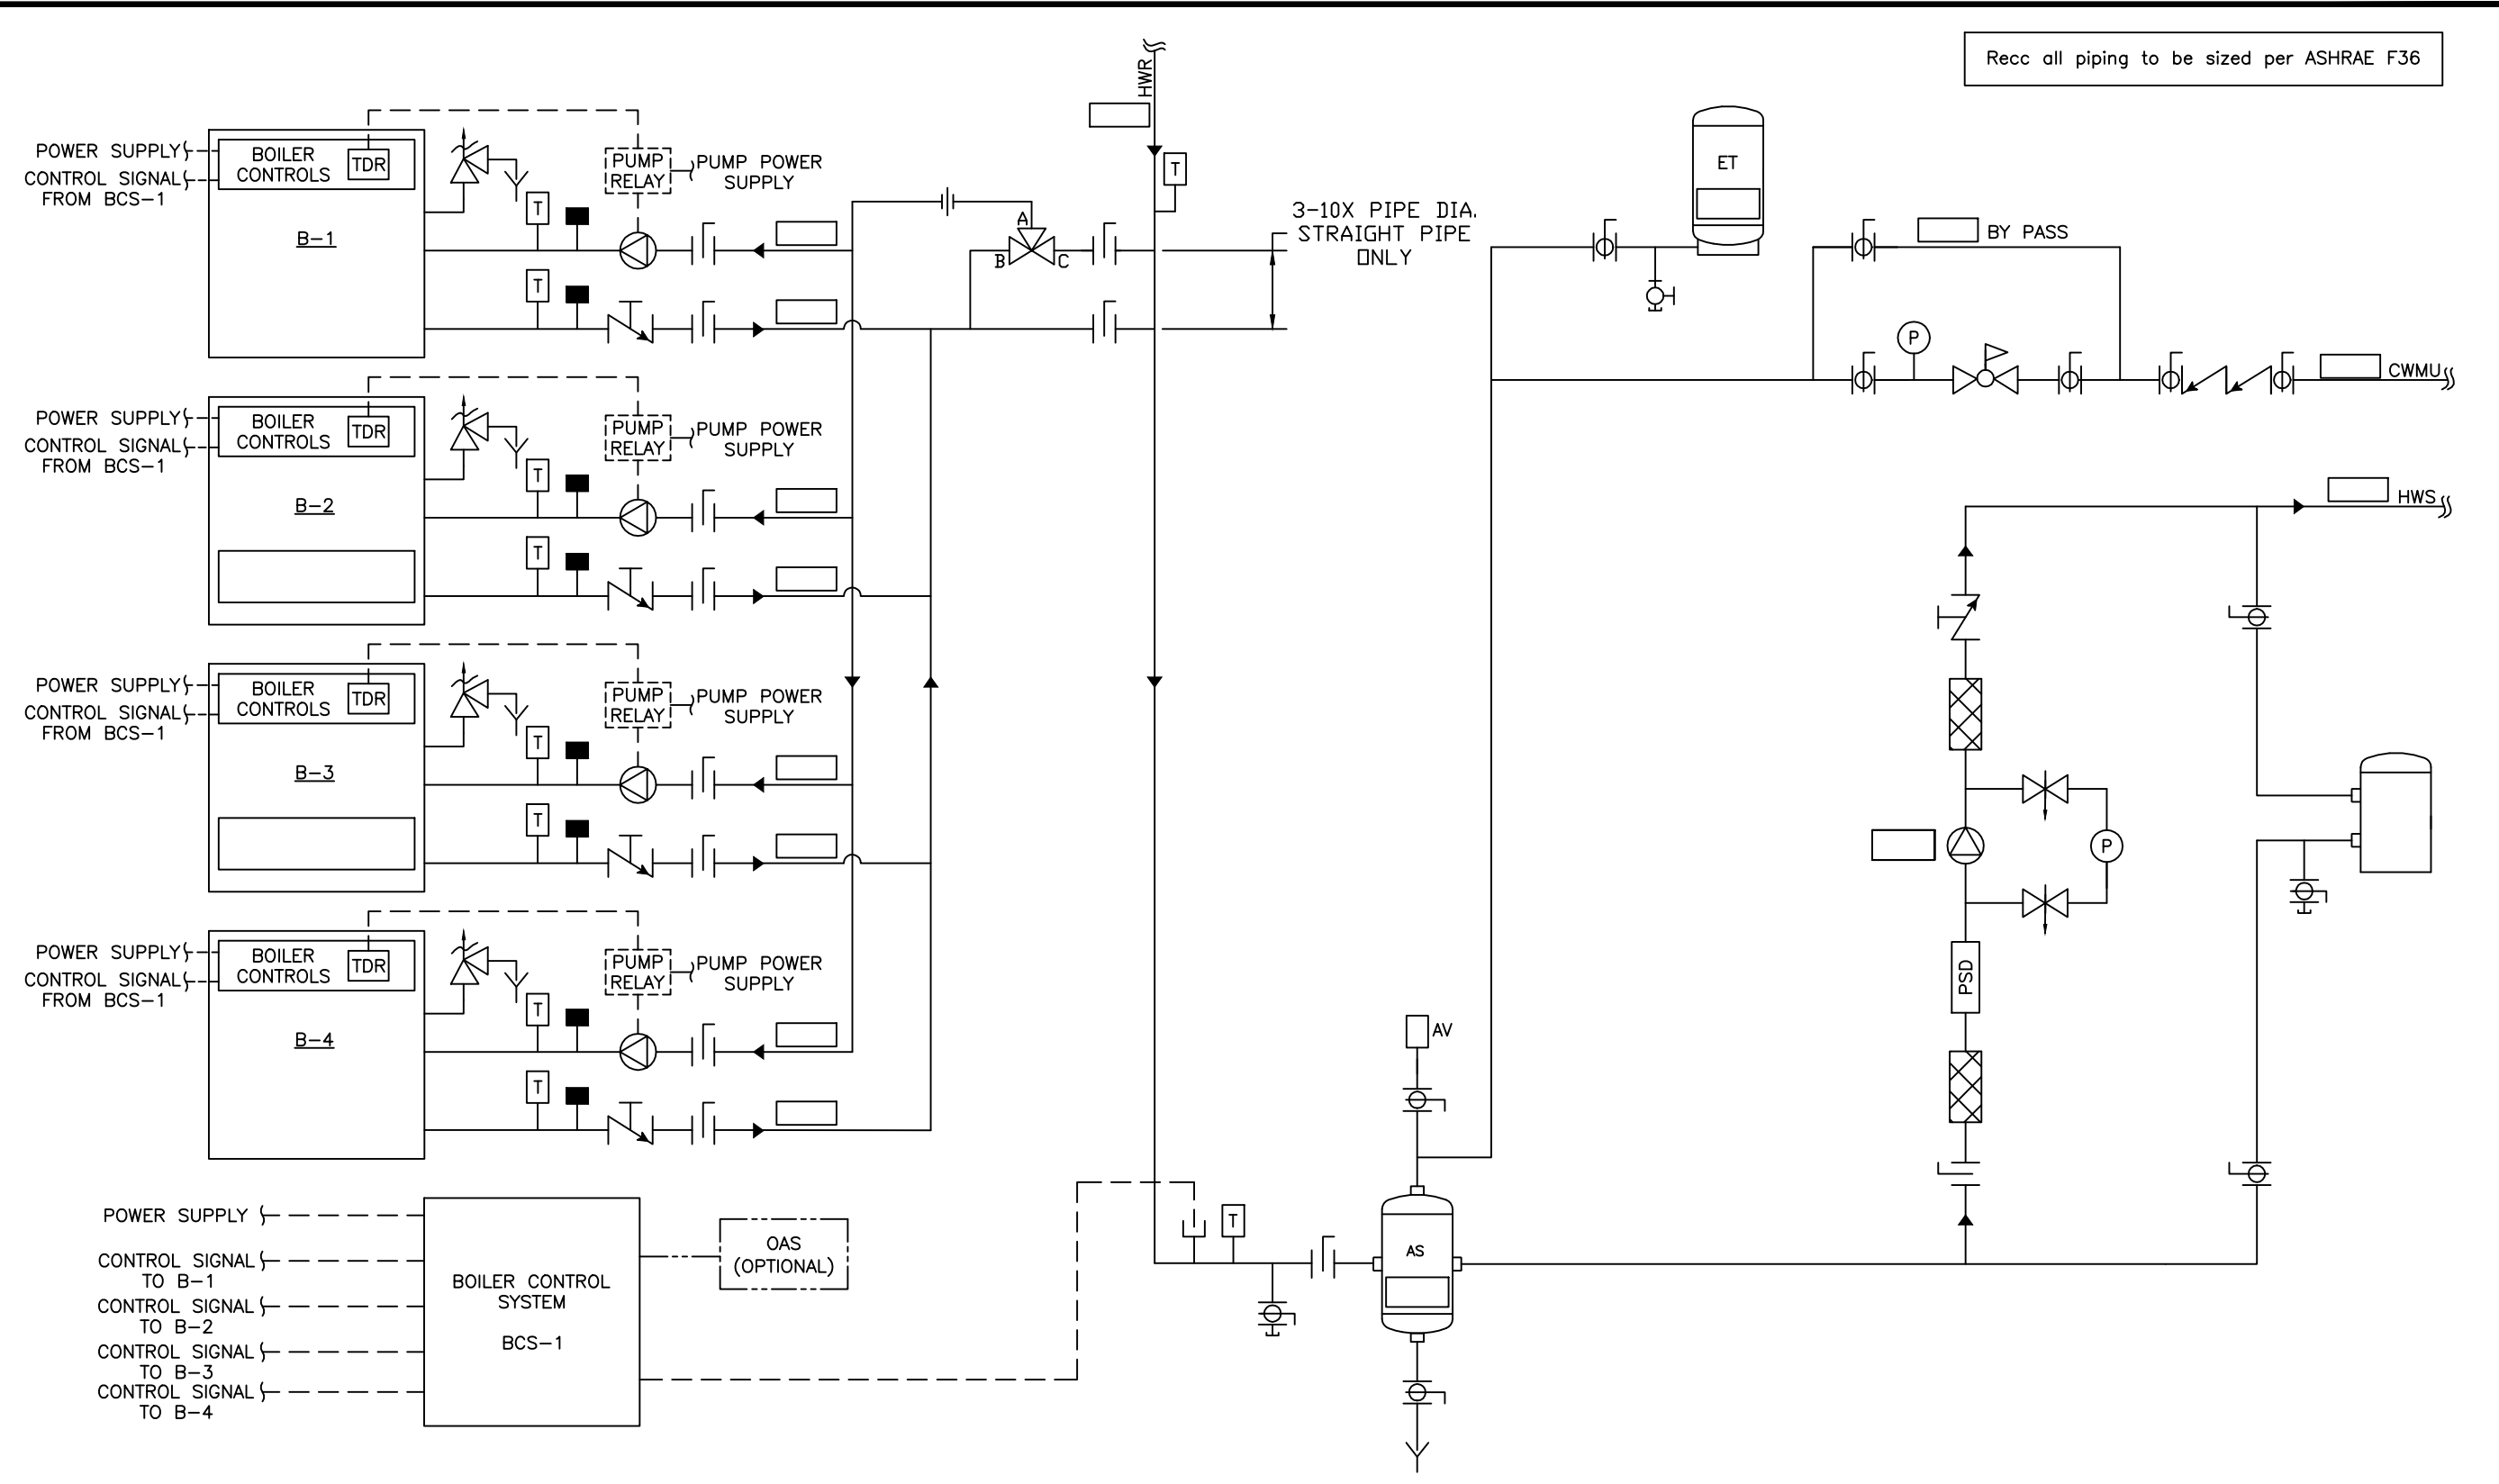 Recc all piping to be sized per ASHRAE F36
HWR
T
POWER SUPPLY
CONTROL SIGNAL
FROM BCS-1
BOILER
CONTROLS
TDR
B-1
T
T
PUMP
RELAY
PUMP POWER
SUPPLY
A
B
C
3-10X PIPE DIA.
STRAIGHT PIPE
ONLY
ET
BY PASS
P
CWMU
POWER SUPPLY
CONTROL SIGNAL
FROM BCS-1
BOILER
CONTROLS
TDR
B-2
T
T
PUMP
RELAY
PUMP POWER
SUPPLY
HWS
POWER SUPPLY
CONTROL SIGNAL
FROM BCS-1
BOILER
CONTROLS
TDR
B-3
T
T
PUMP
RELAY
PUMP POWER
SUPPLY
P
POWER SUPPLY
CONTROL SIGNAL
FROM BCS-1
BOILER
CONTROLS
TDR
B-4
T
T
PUMP
RELAY
PUMP POWER
SUPPLY
PSD
AV
POWER SUPPLY
CONTROL SIGNAL
TO B-1
CONTROL SIGNAL
TO B-2
CONTROL SIGNAL
TO B-3
CONTROL SIGNAL
TO B-4
BOILER CONTROL
SYSTEM
BCS-1
OAS
(OPTIONAL)
T
AS